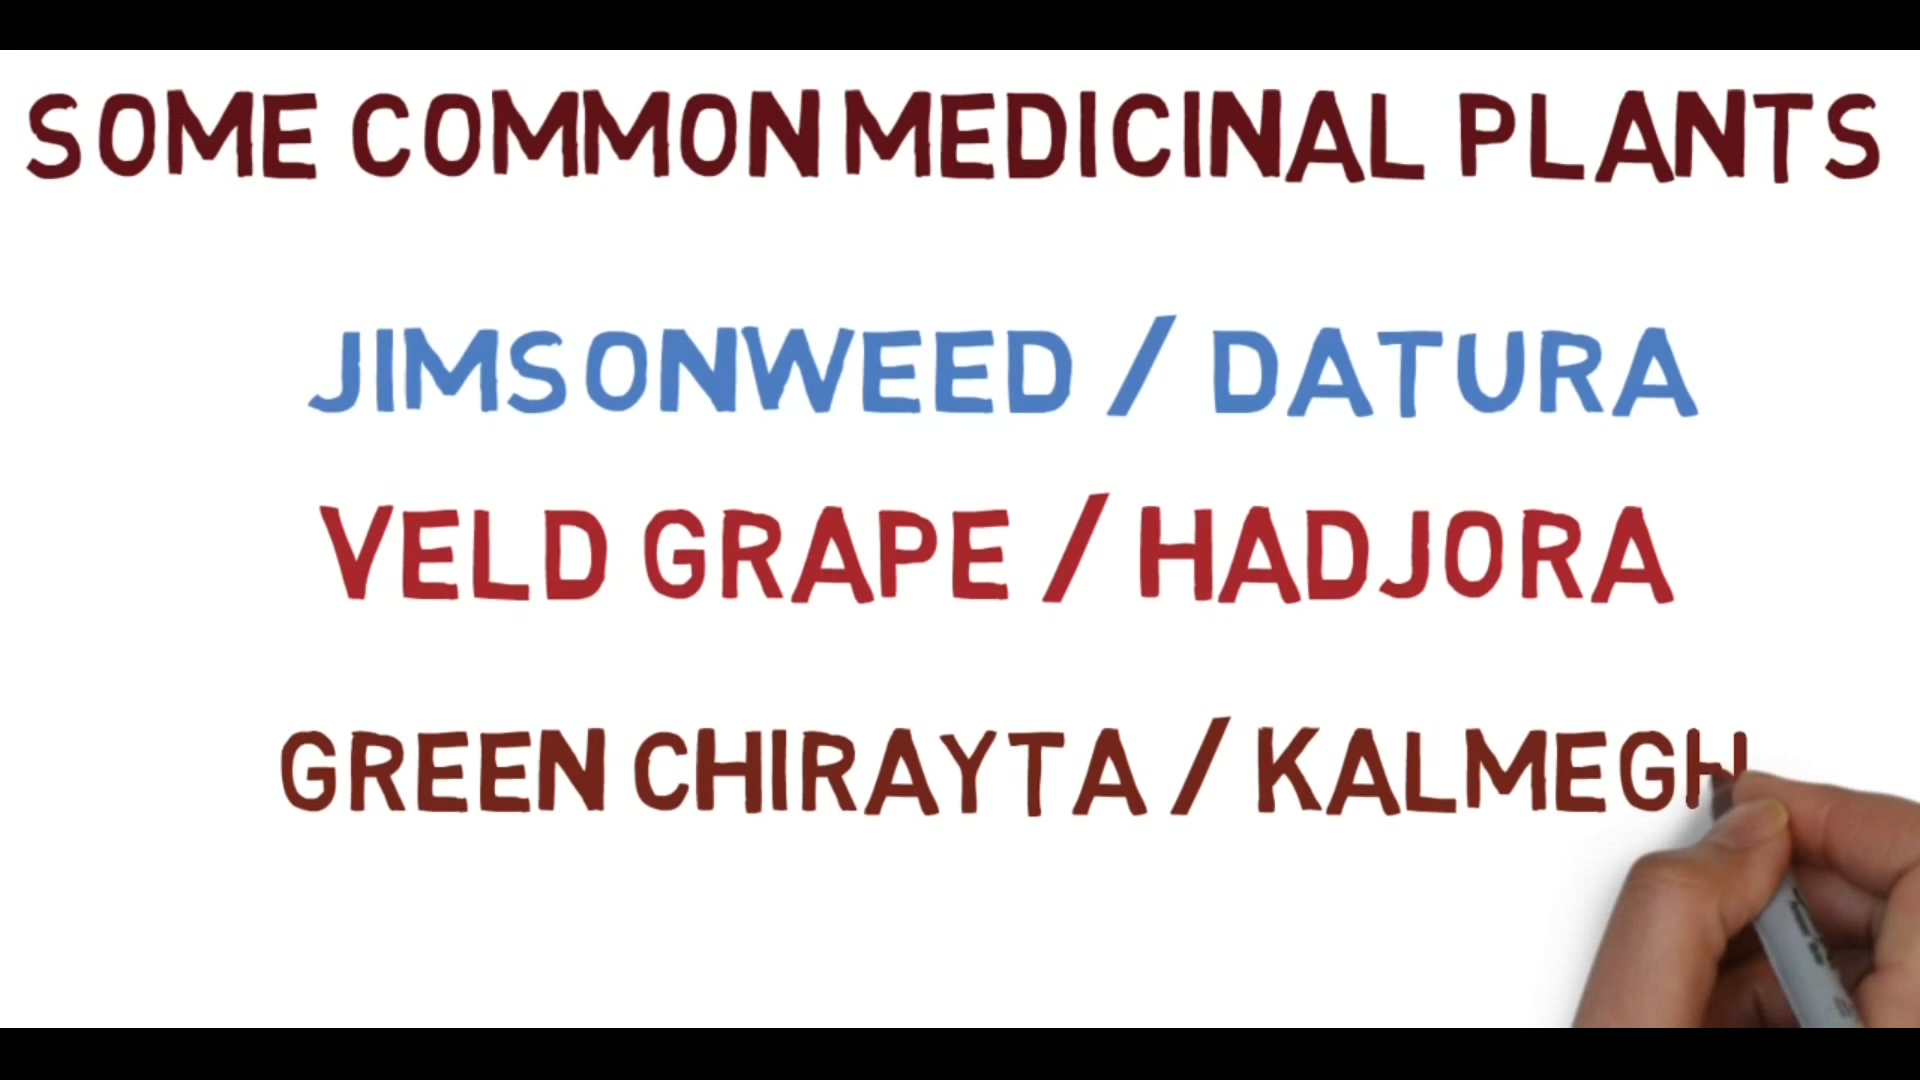 SOME COMMON MEDICINAL PLANTS
JIMSONWEED / DATURA
VELD GRAPE / HADJORA
GREEN CHIRAYTA / KALMEGH